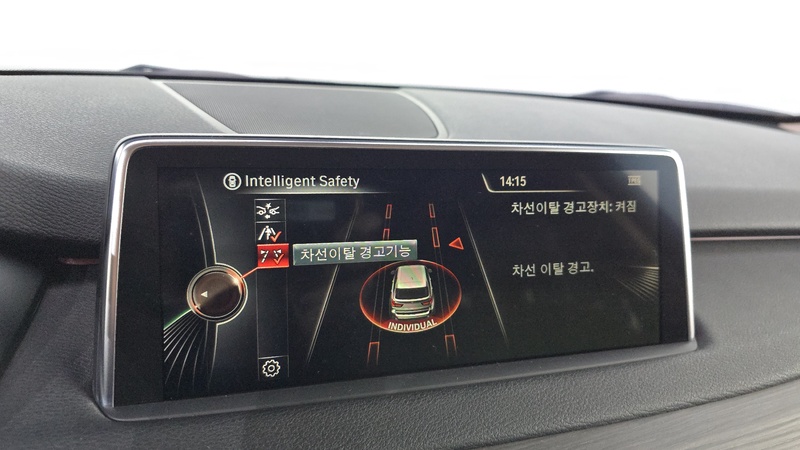 Intelligent Safety
14:15
차선이탈 경고장치: 켜짐
차선이탈 경고기능
차선 이탈 경고.
INDIVIDUAL